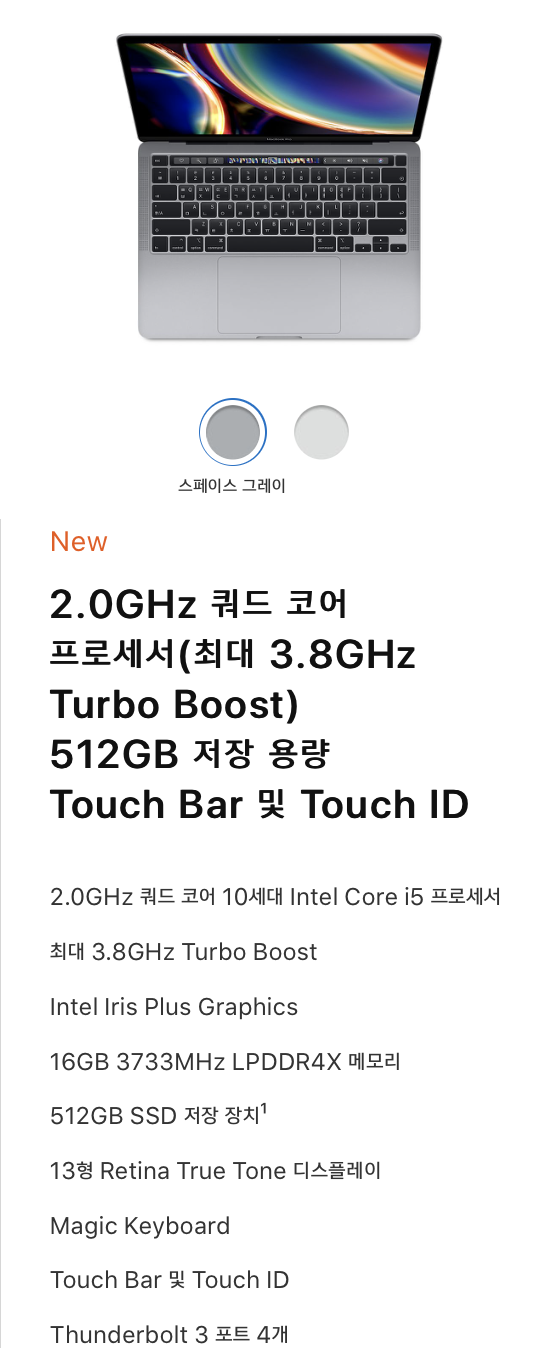 스페이스 그레이
New
2.0GHz 쿼드 코어
프로세서(최대 3.8GHz
Turbo Boost)
512GB 저장 용량
Touch Bar 및 Touch ID
2.0GHz 쿼드 코어 10세대 Intel Core i5 프로세서
최대 3.8GHz Turbo Boost
Intel Iris Plus Graphics
16GB 3733MHz LPDDR4X 메모리
512GB SSD 저장 장치¹
13형 Retina True Tone 디스플레이
Magic Keyboard
Touch Bar 및 Touch ID
Thunderbolt 3 포트 4개